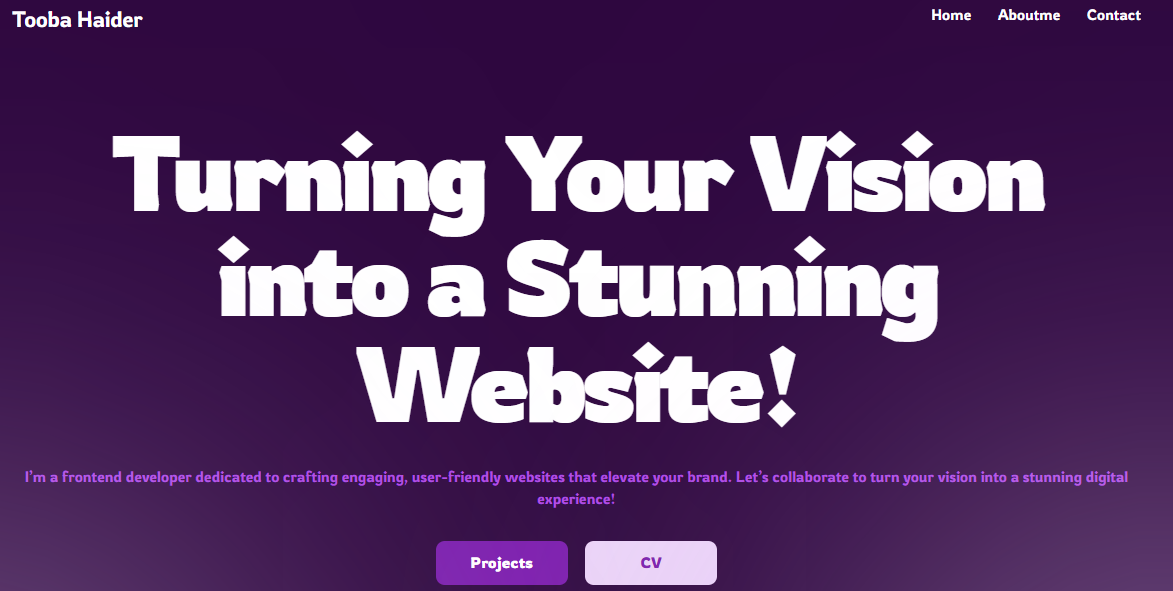 Tooba Haider
Home Aboutme Contact
Turning Your Vision
into a Stunning
Website!
I'm a frontend developer dedicated to crafting engaging, user-friendly websites that elevate your brand. Let's collaborate to turn your vision into a stunning digital
experience!
Projects CV